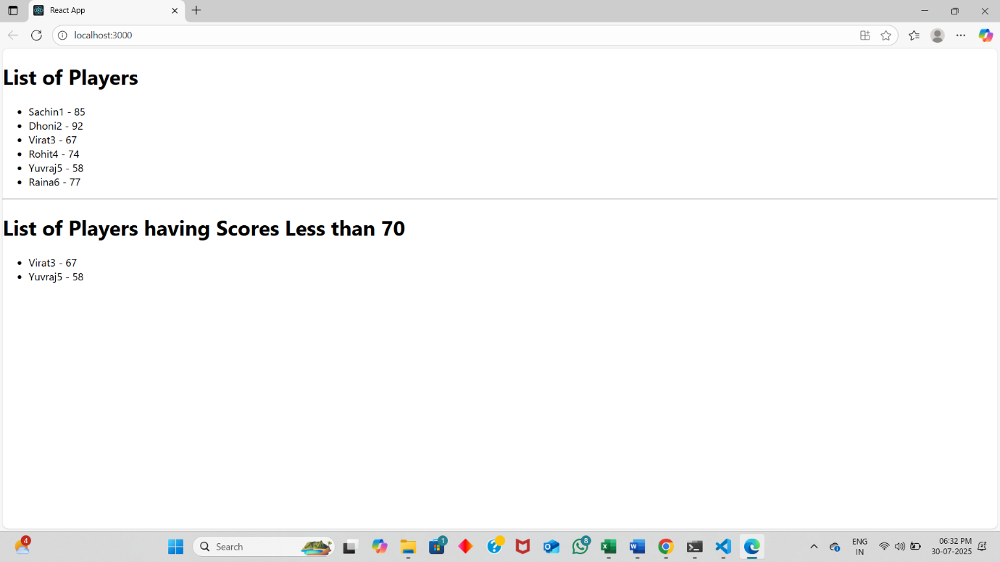 React App
localhost:3000
List of Players
Sachin1 - 85
Dhoni2 - 92
Virat3 - 67
Rohit4 - 74
Yuvraj5 - 58
Raina6 - 77
List of Players having Scores Less than 70
Virat3 - 67
Yuvraj5 - 58
4
Search
1
8
ENG
IN
06:32 PM
30-07-2025